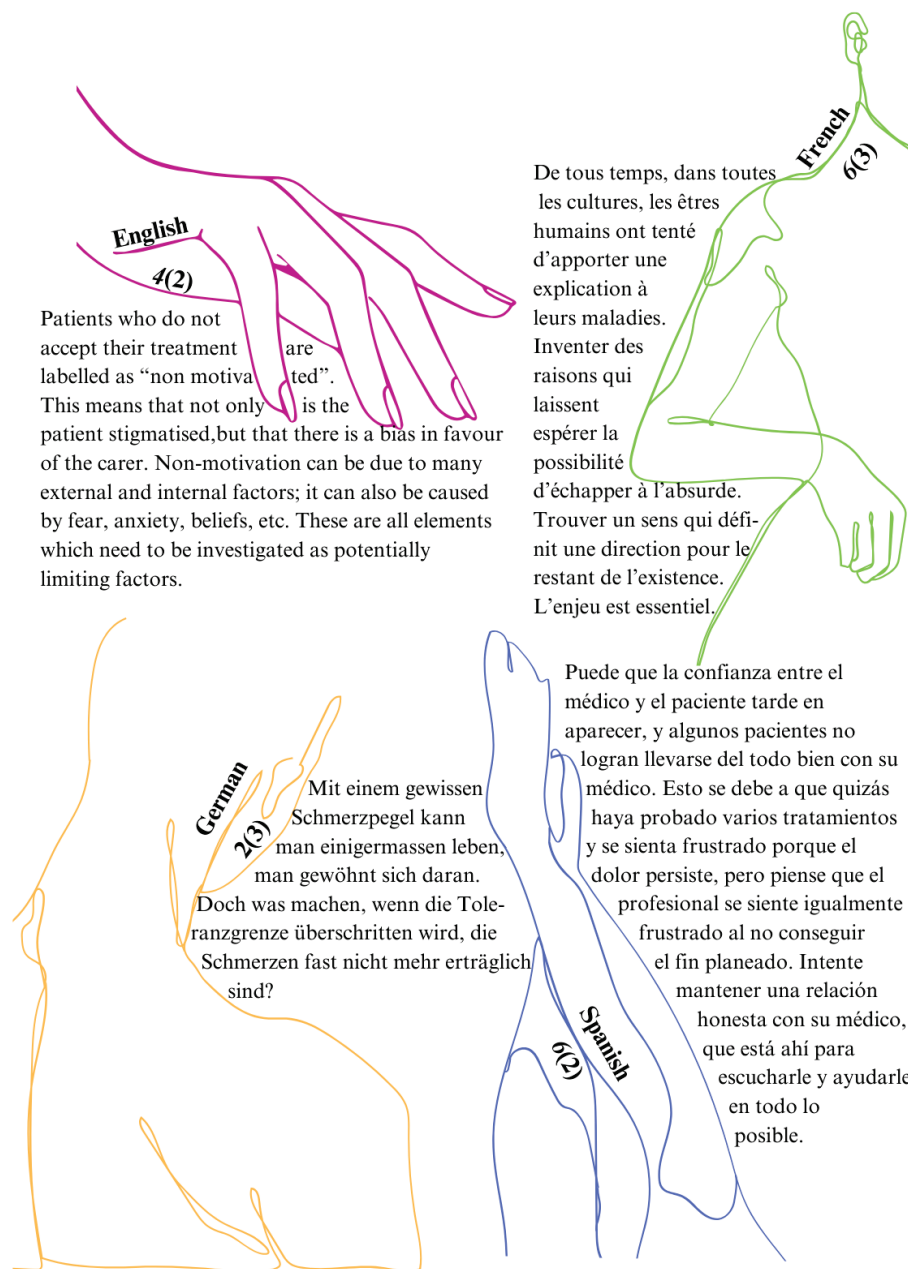 English
4(2)
Patients who do not
accept their treatment are
labelled as “non motivated”.
This means that not only is the
patient stigmatised,but that there is a bias in favour
of the carer. Non-motivation can be due to many
external and internal factors; it can also be caused
by fear, anxiety, beliefs, etc. These are all elements
which need to be investigated as potentially
limiting factors.
French
6(3)
De tous temps, dans toutes
les cultures, les êtres
humains ont tenté
d’apporter une
explication à
leurs maladies.
Inventer des
raisons qui
laissent
espérer la
possibilité
d’échapper à l’absurde.
Trouver un sens qui défi-
nit une direction pour le
restant de l’existence.
L’enjeu est essentiel.
German
2(3)
Mit einem gewissen
Schmerzpegel kann
man einigermassen leben,
man gewöhnt sich daran.
Doch was machen, wenn die Tole-
ranzgrenze überschritten wird, die
Schmerzen fast nicht mehr erträglich
sind?
Spanish
6(2)
Puede que la confianza entre el
médico y el paciente tarde en
aparecer, y algunos pacientes no
logran llevarse del todo bien con su
médico. Esto se debe a que quizás
haya probado varios tratamientos
y se sienta frustrado porque el
dolor persiste, pero piense que el
profesional se siente igualmente
frustrado al no conseguir
el fin planeado. Intente
mantener una relación
honesta con su médico,
que está ahí para
escucharle y ayudarle
en todo lo
posible.